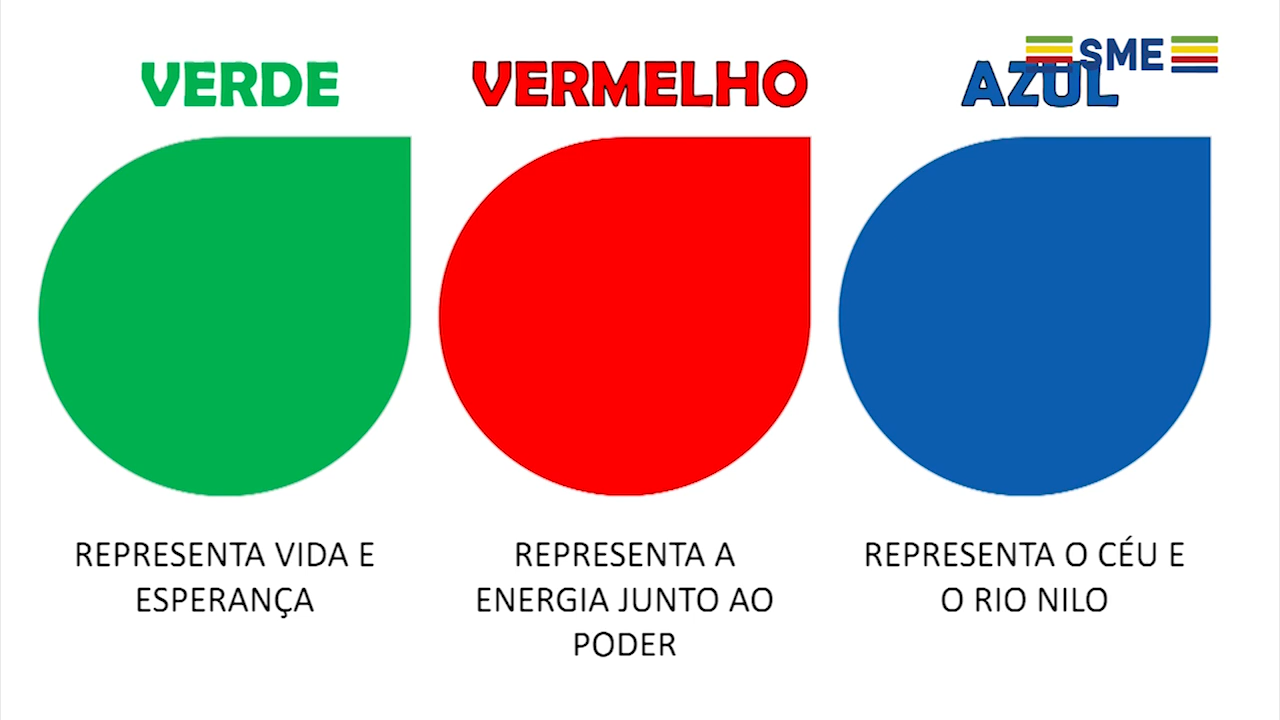 VERDE
REPRESENTA VIDA E
ESPERANÇA
VERMELHO
REPRESENTA A
ENERGIA JUNTO AO
PODER
AZUL
REPRESENTA O CÉU E
O RIO NILO
SME